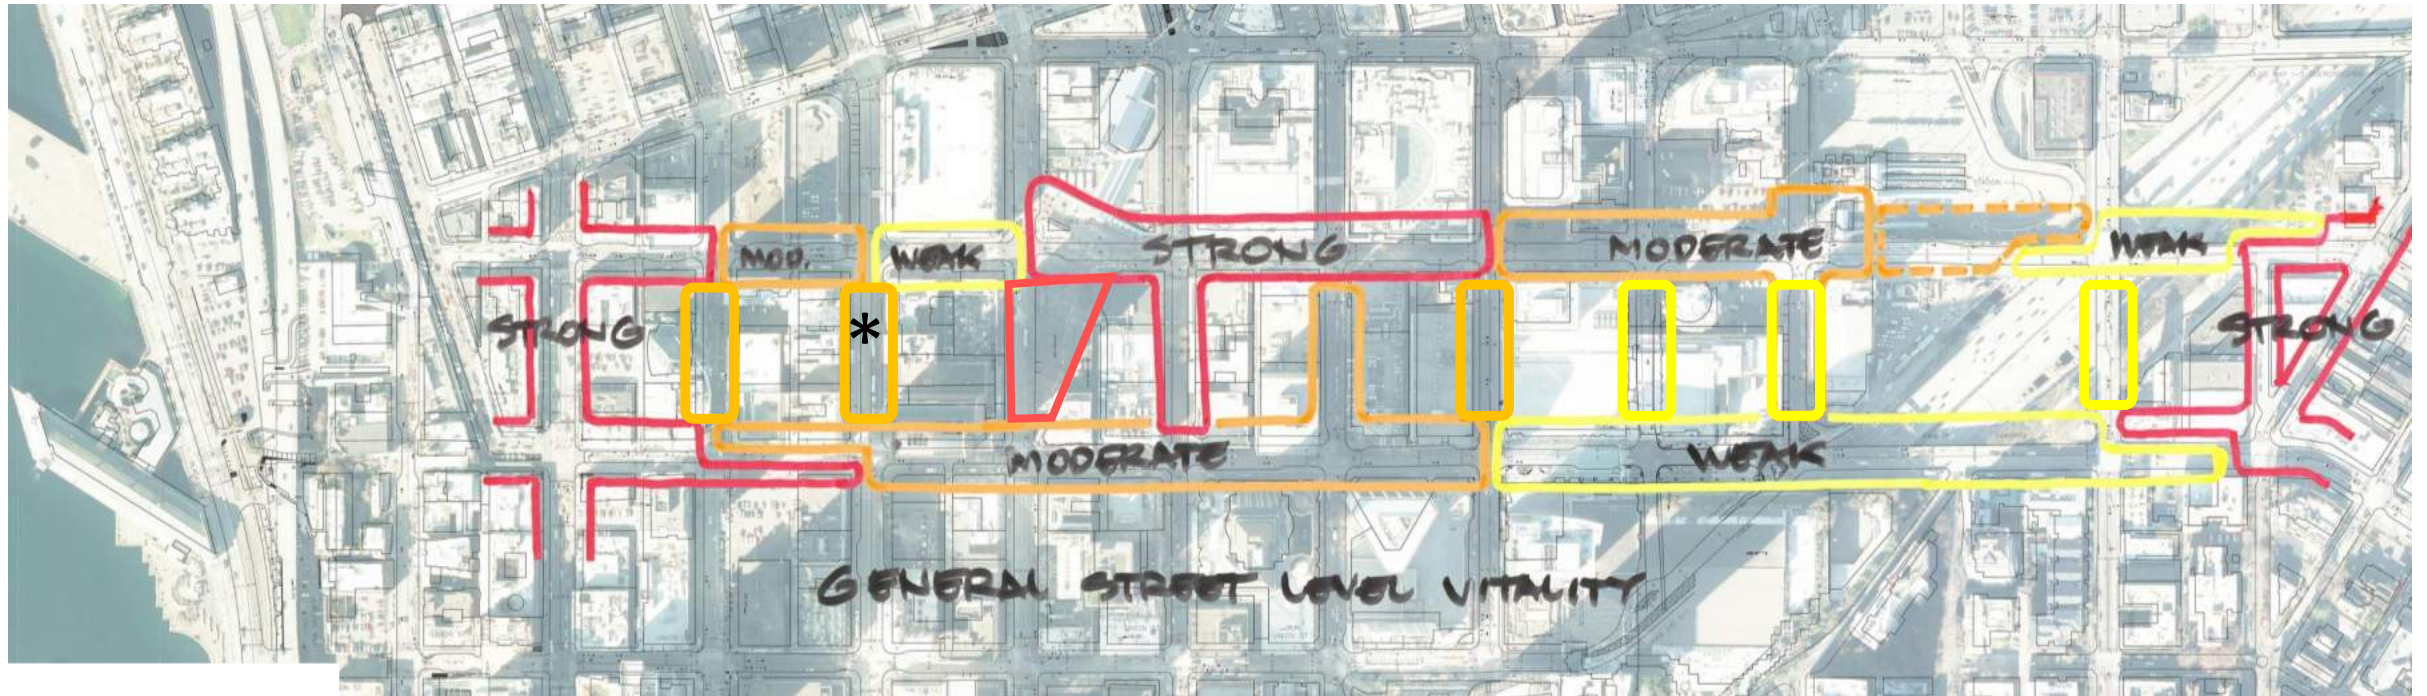 MOD.
WEAK
STRONG
MODERATE
WEAK
STRONG
*
STRONG
MODERATE
WEAK
GENERAL STREET LEVEL VITALITY